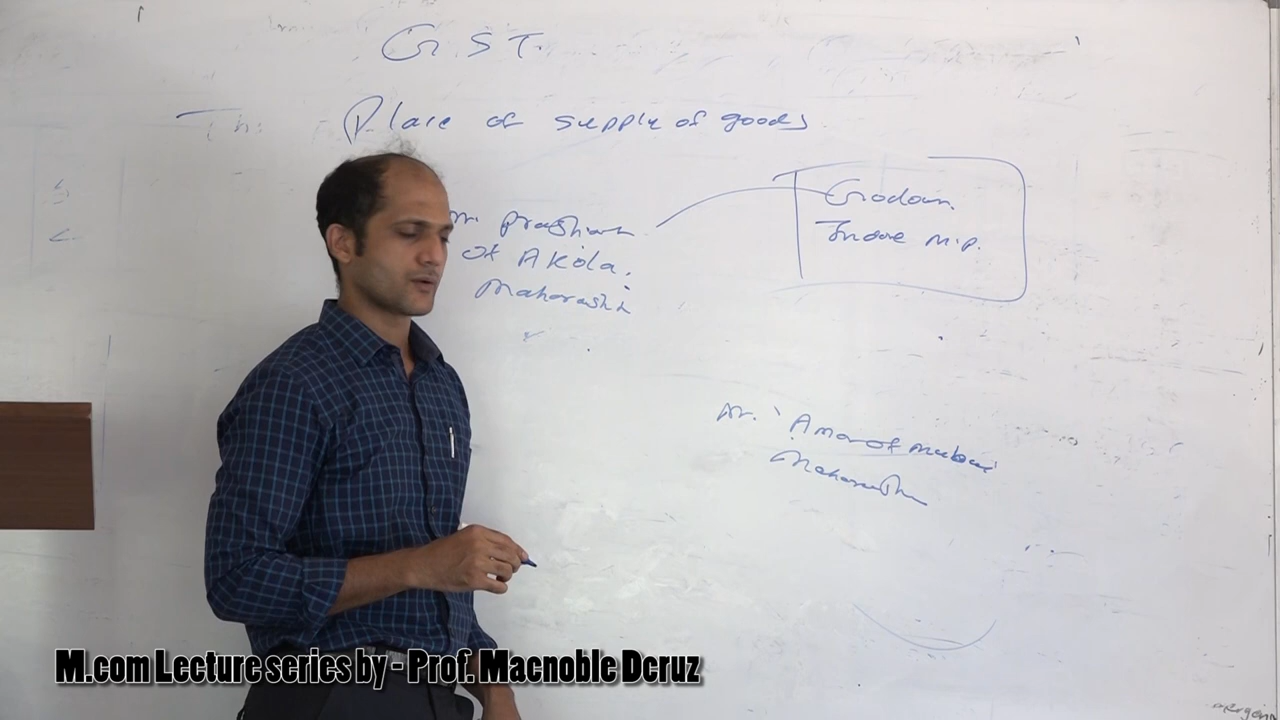 G.S.T.
Place of supply of goods
Mr. Prashant
of Akola,
Maharashtra
Godown
Indore M.P.
Mr. Amar of Mubai
Maharashtra
M.com Lecture series by - Prof. Macnoble Dcruz